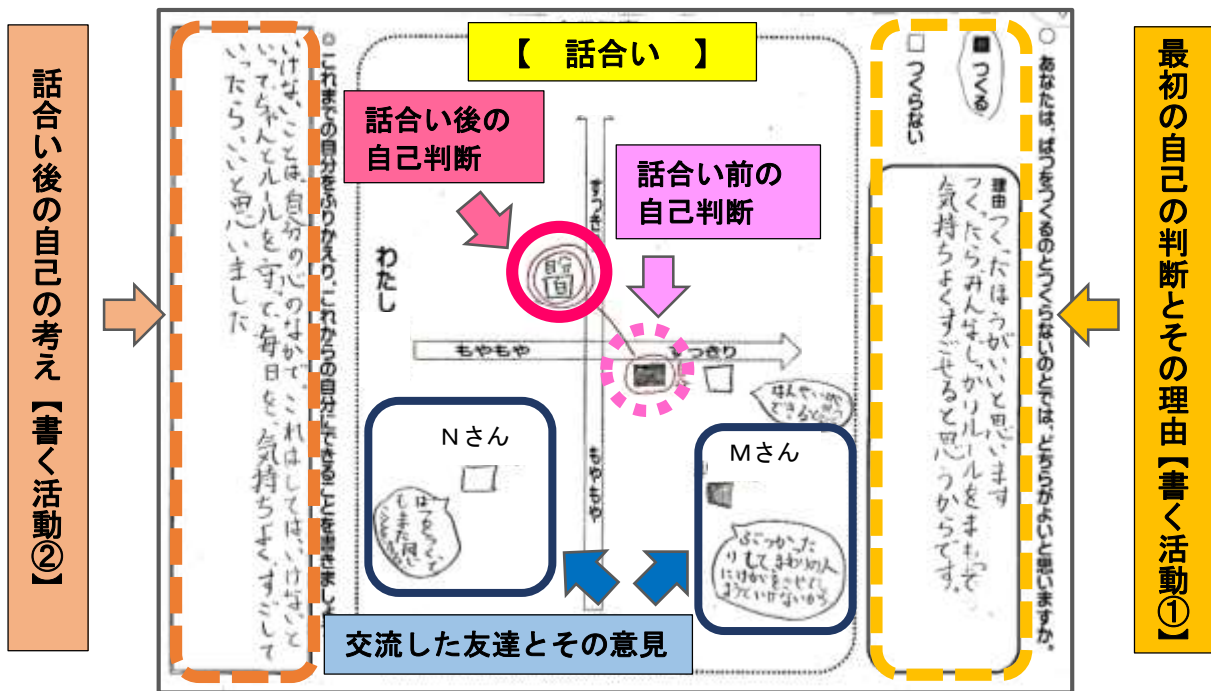 最初の自己の判断とその理由【書く活動①】
○ あなたは、ばつをつくるのとつくらないのとでは、どちらがよいと思いますか。
■ つくる
□ つくらない
理由
つくったほうがいいと思います
つくったらみんなしっかりルールをまもって
気持ちよくすごせると思うからです。
【 話合い 】
話合い後の
自己判断
話合い前の
自己判断
すっきり
もやもや
もやもや
すっきり
わたし
Mさん
ぶつかった
りして、まわりの人
にけがをさせてし
まうといけないから
Nさん
交流した友達とその意見
◎ これまでの自分をふりかえり、これからの自分にできることを書きましょ
いけないことは、自分の心のなかで、これはしてはいけないと
いってちゃんとルールを守って、毎日を、気持ちよく、すごして
いったら、いいと思いました
話合い後の自己の考え【書く活動②】